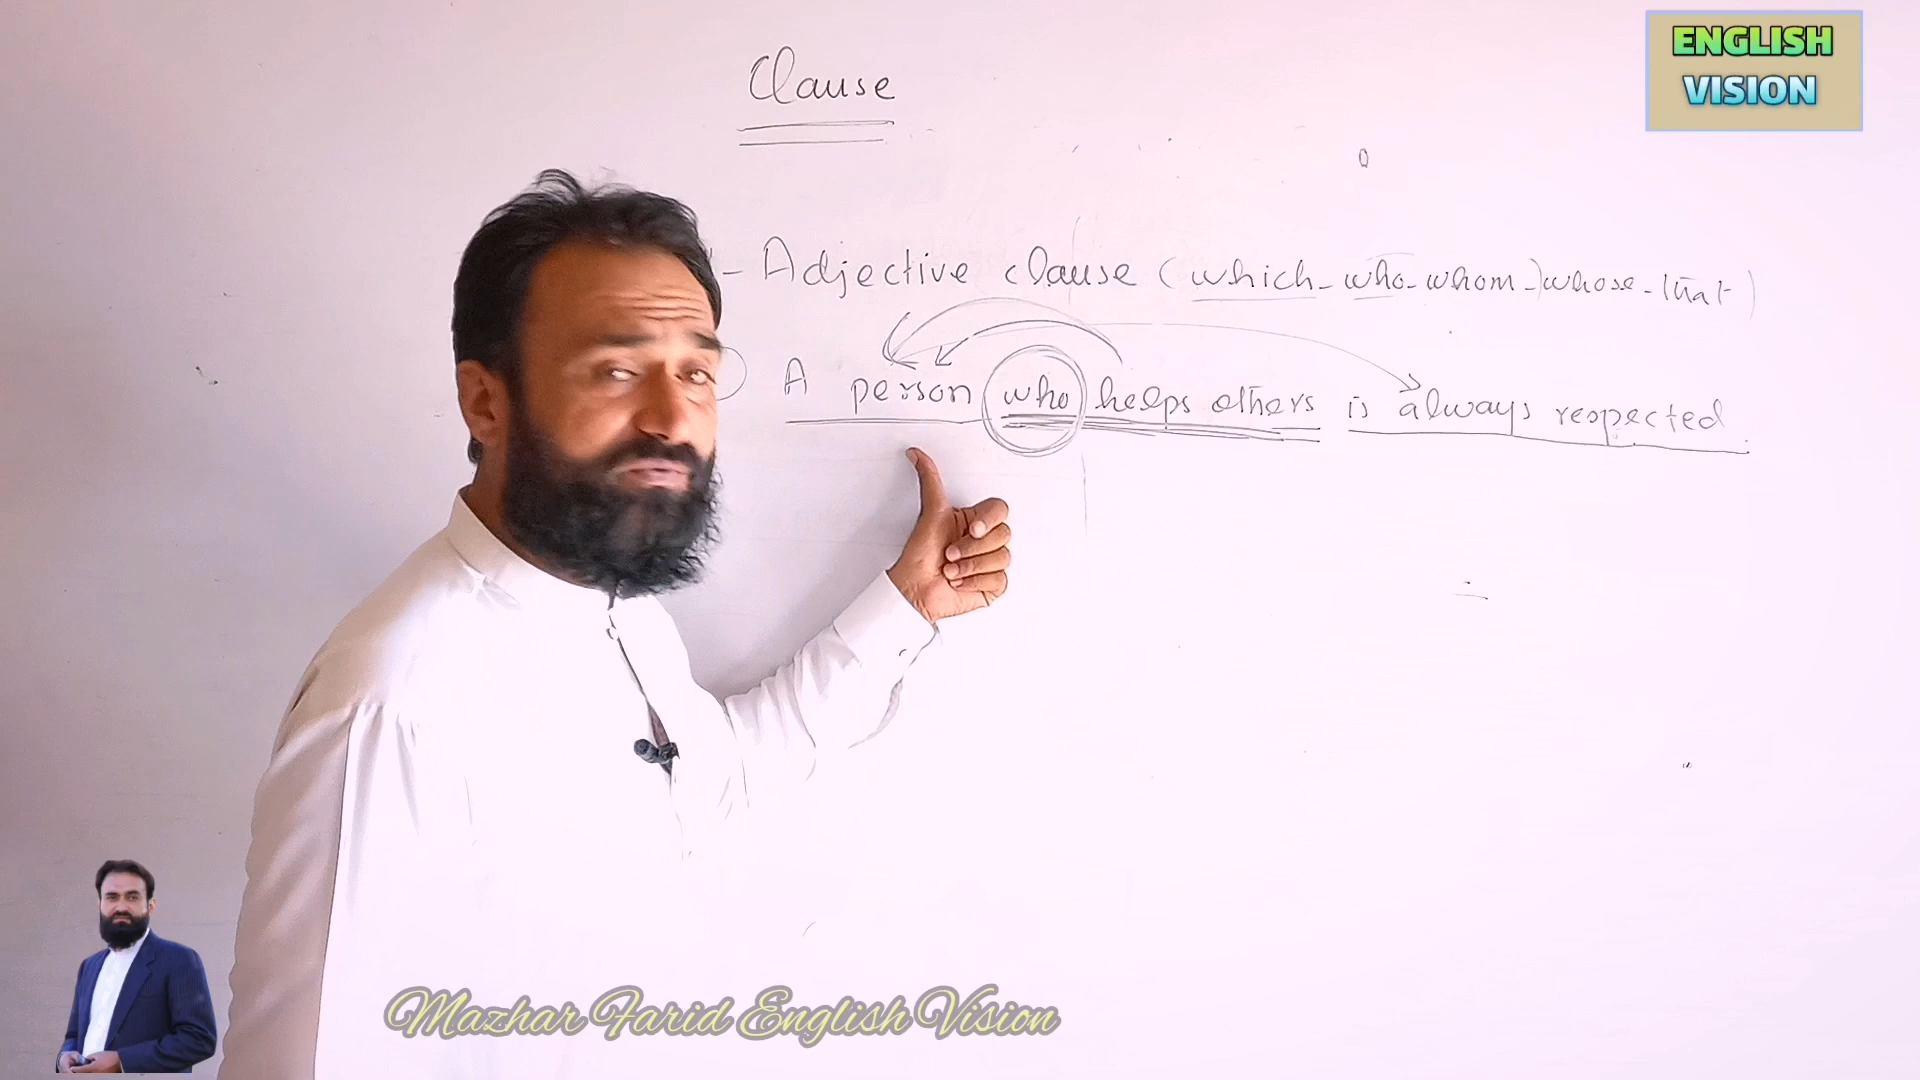 ENGLISH
VISION
Clause
- Adjective clause (which - who - whom -) whose - that)
A person who helps others is always respected.
Mazhar Farid English Vision